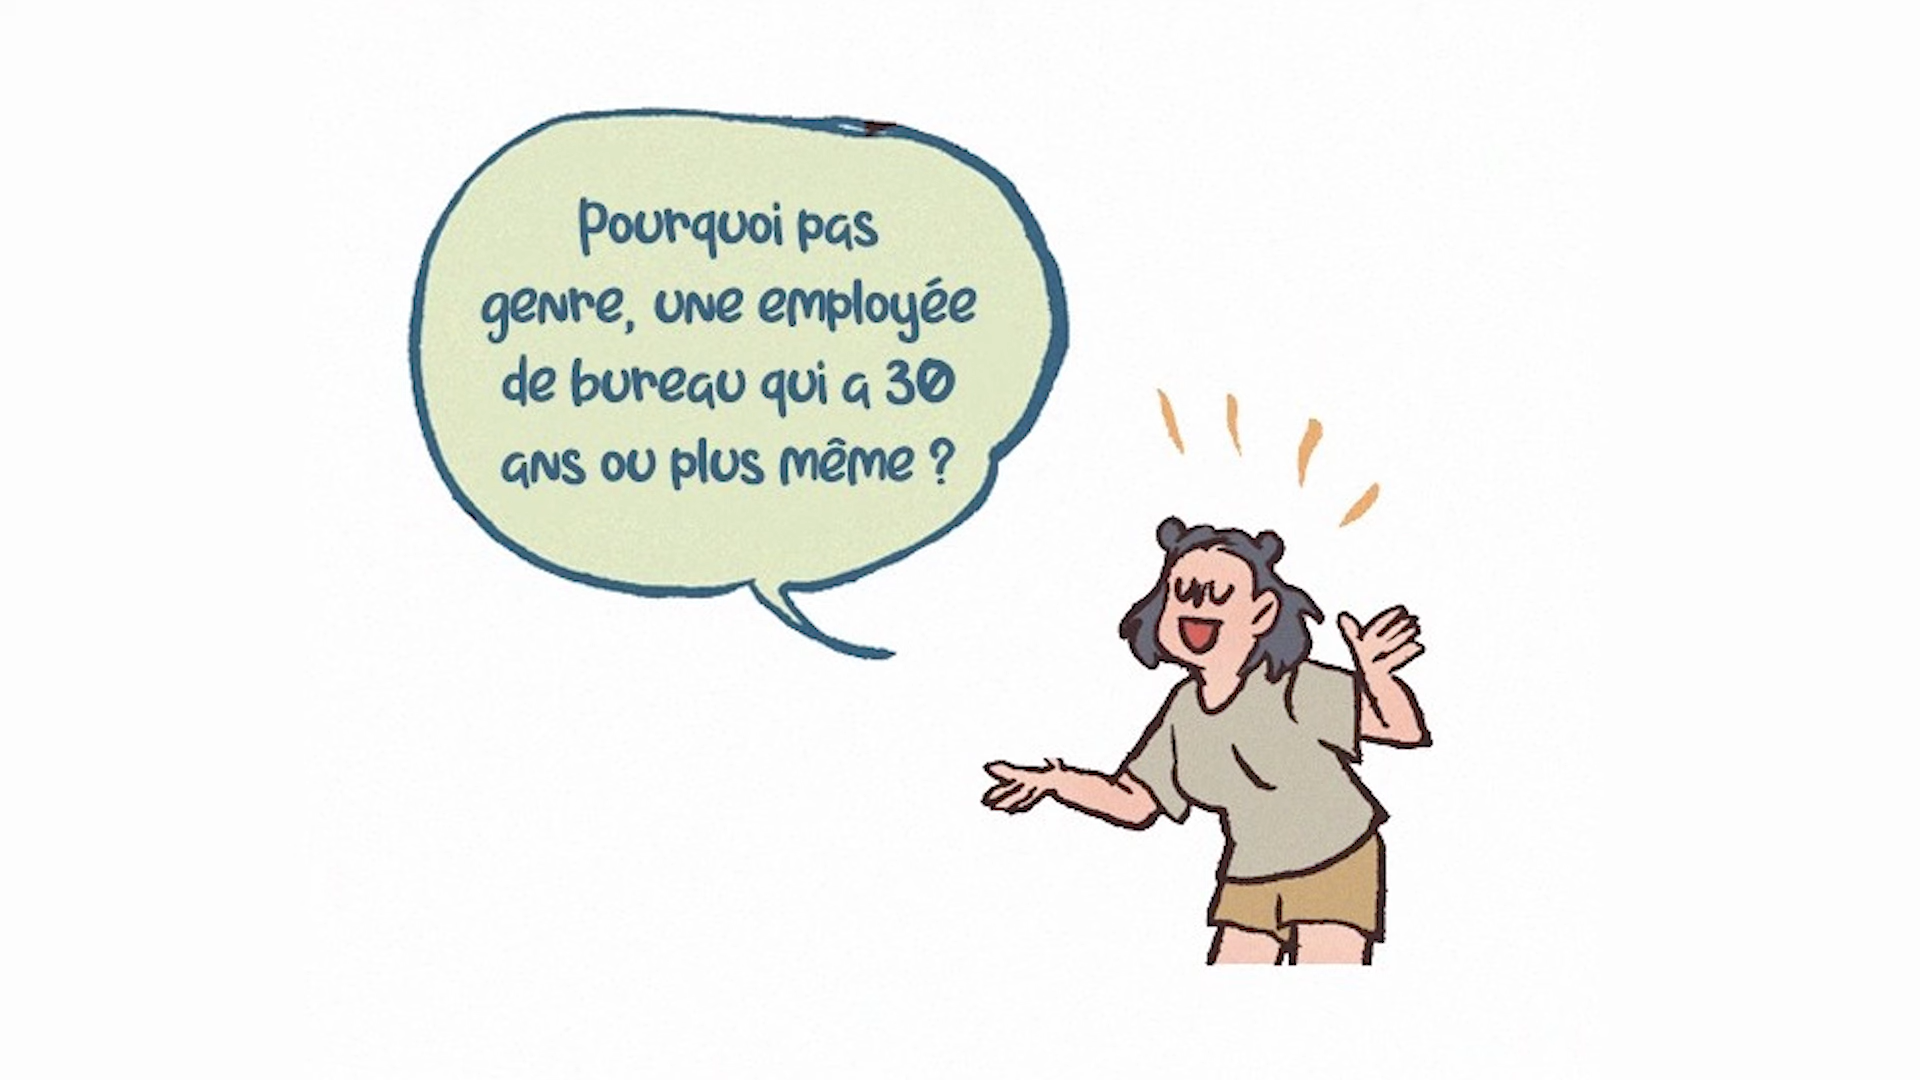 Pourquoi pas
genre, une employée
de bureau qui a 30
ans ou plus même ?